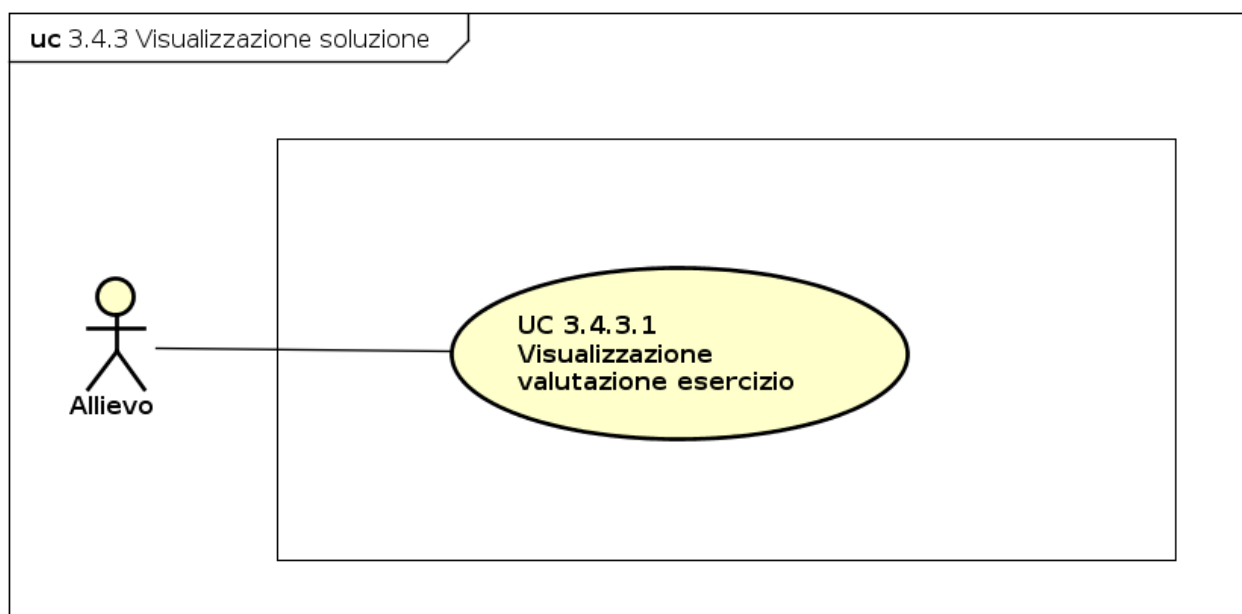 uc 3.4.3 Visualizzazione soluzione
UC 3.4.3.1
Visualizzazione
valutazione esercizio
Allievo